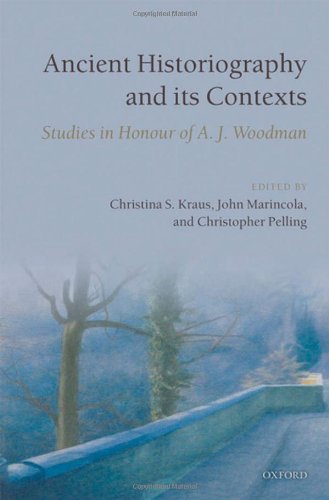 Ancient Historiography
and its Contexts
Studies in Honour of A. J. Woodman
EDITED BY
Christina S. Kraus, John Marincola,
and Christopher Pelling
OXFORD